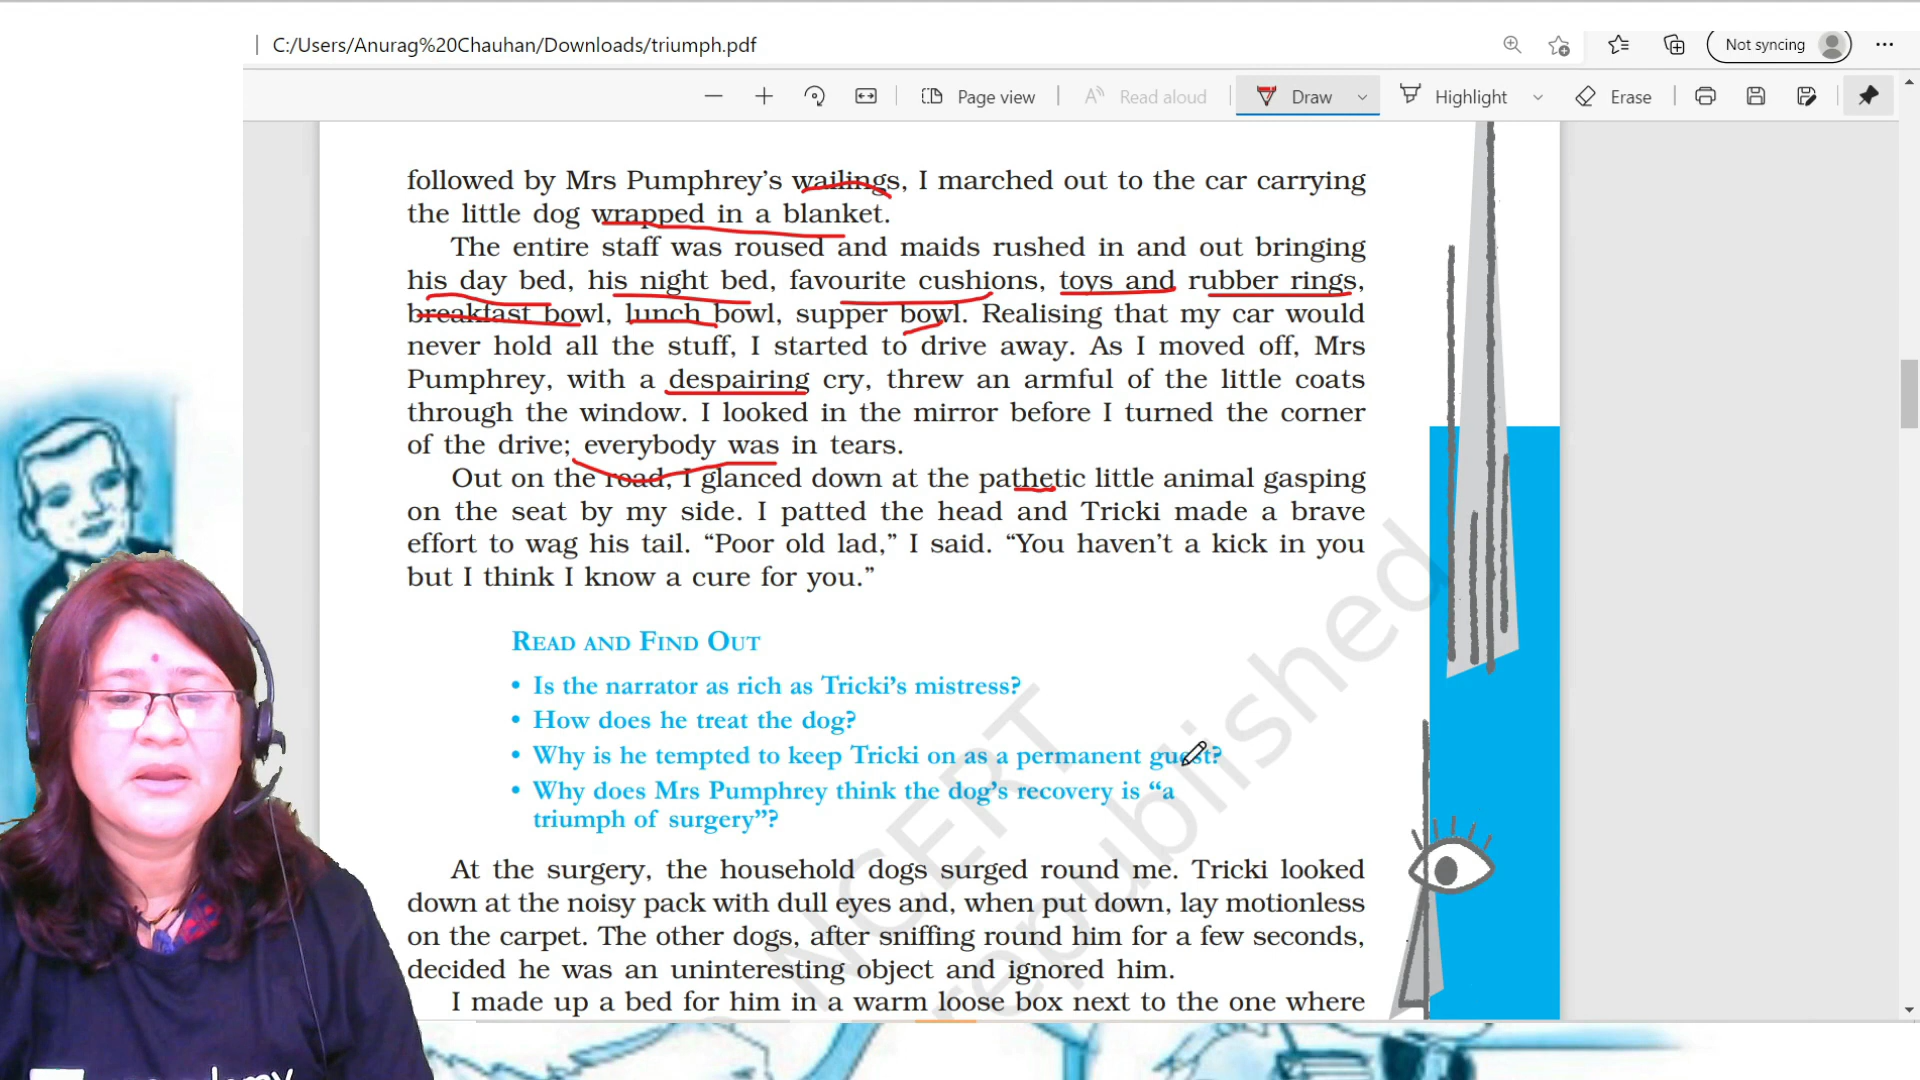 C:/Users/Anurag%20Chauhan/Downloads/triumph.pdf
Not syncing
Page view
Read aloud
Draw
Highlight
Erase
followed by Mrs Pumphrey's wailings, I marched out to the car carrying
the little dog wrapped in a blanket.
The entire staff was roused and maids rushed in and out bringing
his day bed, his night bed, favourite cushions, toys and rubber rings,
breakfast bowl, lunch bowl, supper bowl. Realising that my car would
never hold all the stuff, I started to drive away. As I moved off, Mrs
Pumphrey, with a despairing cry, threw an armful of the little coats
through the window. I looked in the mirror before I turned the corner
of the drive; everybody was in tears.
Out on the road, I glanced down at the pathetic little animal gasping
on the seat by my side. I patted the head and Tricki made a brave
effort to wag his tail. “Poor old lad,” I said. “You haven't a kick in you
but I think I know a cure for you.”
READ AND FIND OUT
• Is the narrator as rich as Tricki's mistress?
• How does he treat the dog?
• Why is he tempted to keep Tricki on as a permanent guest?
• Why does Mrs Pumphrey think the dog's recovery is “a
triumph of surgery”?
At the surgery, the household dogs surged round me. Tricki looked
down at the noisy pack with dull eyes and, when put down, lay motionless
on the carpet. The other dogs, after sniffing round him for a few seconds,
decided he was an uninteresting object and ignored him.
I made up a bed for him in a warm loose box next to the one where
NCERT
republished